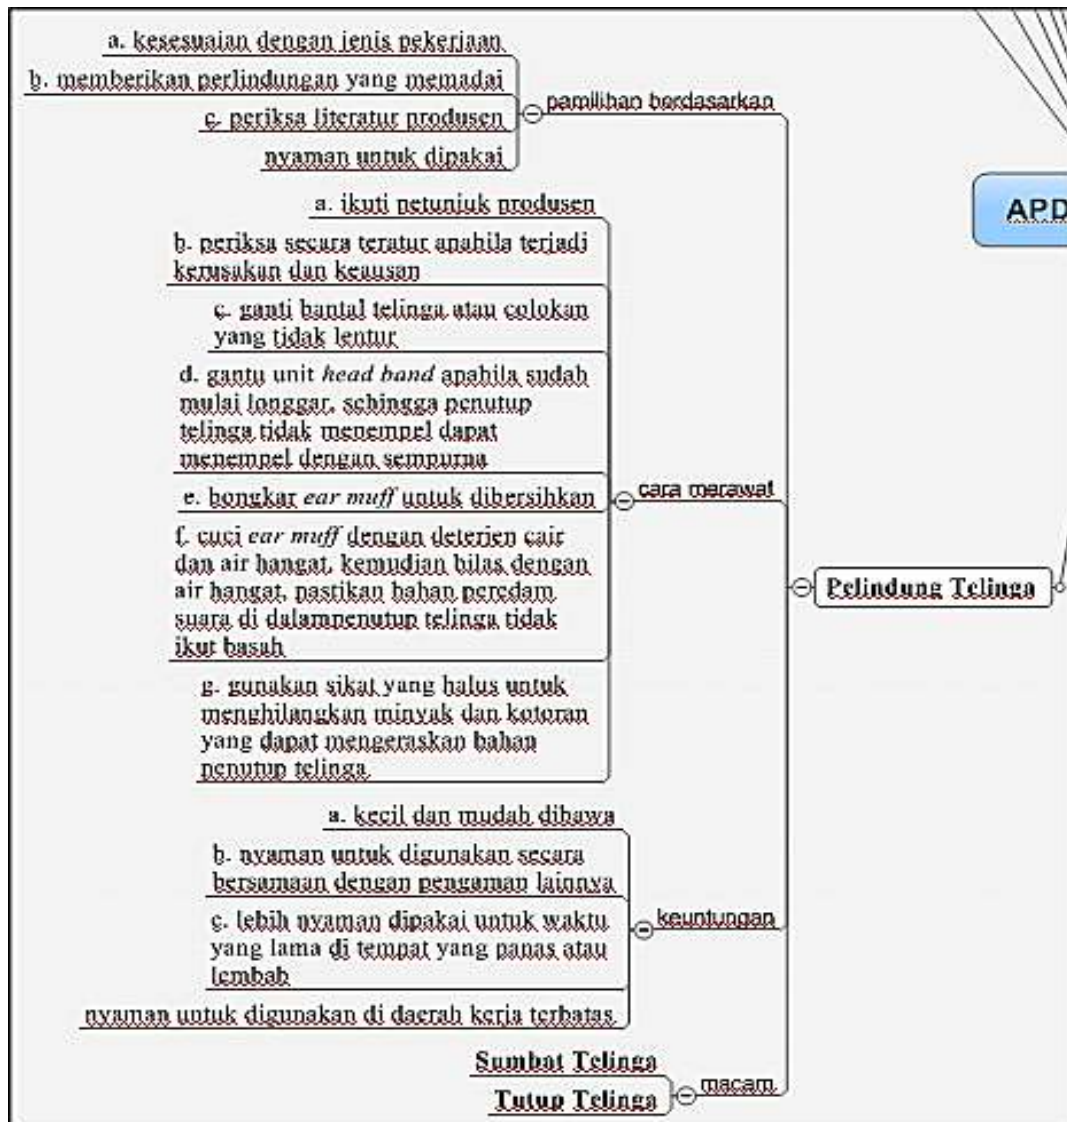 a. kesesuaian dengan jenis pekerjaan
b. memberikan perlindungan yang memadai
c. periksa literatur produsen
nyaman untuk dipakai
pamilihan berdasarkan
a. ikuti petunjuk produsen
b. periksa secara teratur apabila terjadi
kerusakan dan keausan
c. ganti bantal telinga atau colokan
yang tidak lentur
d. gantu unit head band apabila sudah
mulai longgar, sehingga penutup
telinga tidak menempel dapat
menempel dengan sempurna
e. bongkar ear muff untuk dibersihkan
f. cuci ear muff dengan deterjen cair
dan air hangat, kemudian bilas dengan
air hangat, pastikan bahan peredam
suara di dalampenutup telinga tidak
ikut basah
g. gunakan sikat yang halus untuk
menghilangkan minyak dan kotoran
yang dapat mengeraskan bahan
penutup telinga.
cara merawat
a. kecil dan mudah dibawa
b. nyaman untuk digunakan secara
bersamaan dengan pengaman lainnya
c. lebih nyaman dipakai untuk waktu
yang lama di tempat yang panas atau
lembab
nyaman untuk digunakan di daerah kerja terbatas
keuntungan
Sumbat Telinga
Tutup Telinga
macam
Pelindung Telinga
APD